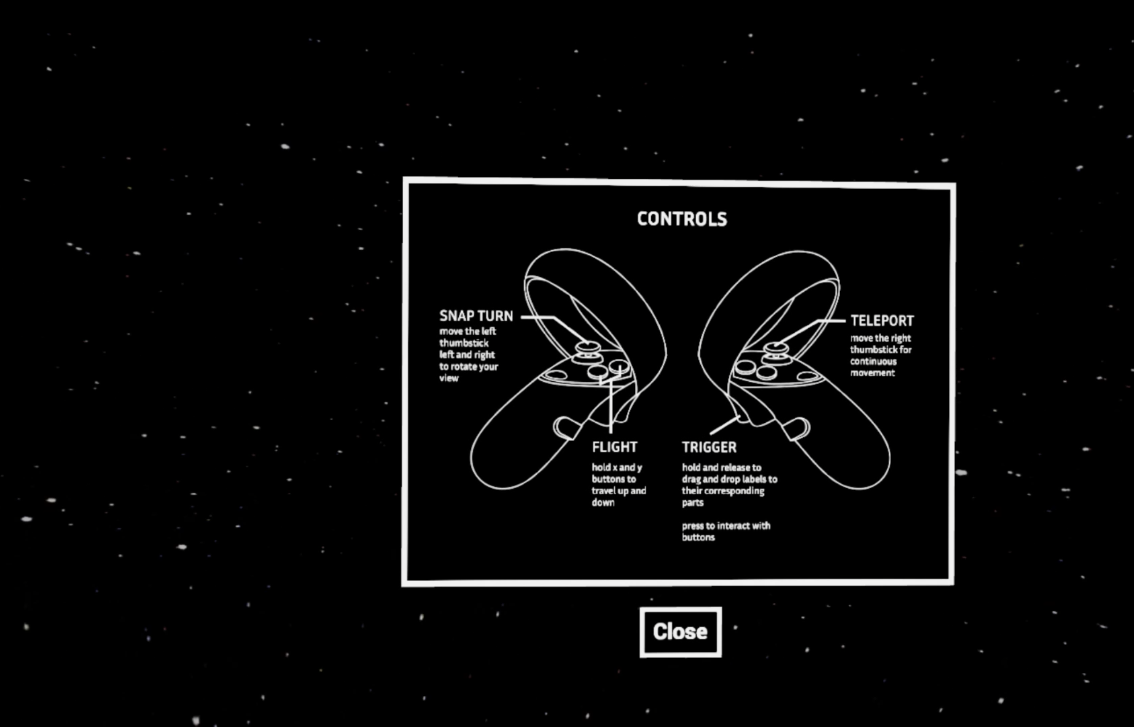 CONTROLS
SNAP TURN
move the left
thumbstick
left and right
to rotate your
view
TELEPORT
move the right
thumbstick for
continuous
movement
FLIGHT
hold x and y
buttons to
travel up and
down
TRIGGER
hold and release to
drag and drop labels to
their corresponding
parts
press to interact with
buttons
Close